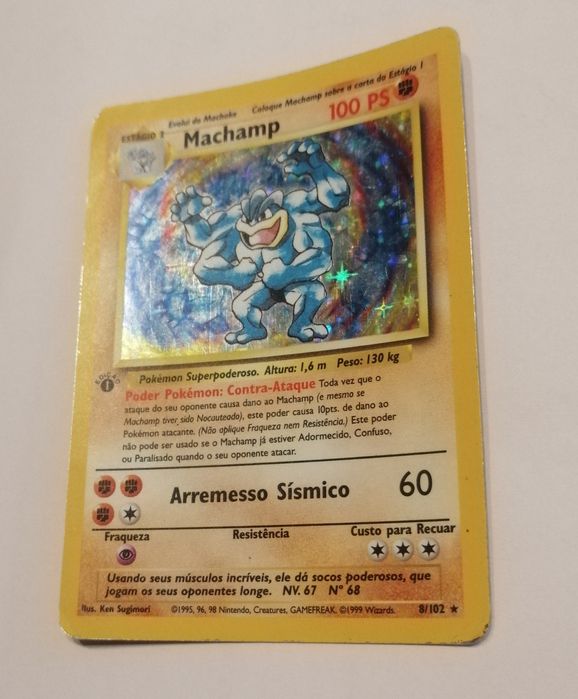 Evolui de Machoke Coloque Machamp sobre a carta do Estágio 1
ESTÁGIO 2 Machamp 100 PS
EDIÇÃO 1
Pokémon Superpoderoso. Altura: 1,6 m Peso: 130 kg
Poder Pokémon: Contra-Ataque Toda vez que o
ataque do seu oponente causa dano ao Machamp (e mesmo se
Machamp tiver sido Nocauteado), este poder causa 10pts. de dano ao
Pokémon atacante. (Não aplique Fraqueza nem Resistência.) Este poder
não pode ser usado se o Machamp já estiver Adormecido, Confuso,
ou Paralisado quando o seu oponente atacar.
Arremesso Sísmico 60
Fraqueza Resistência Custo para Recuar
Usando seus músculos incríveis, ele dá socos poderosos, que
jogam os seus oponentes longe. NV. 67 Nº 68
Ilus. Ken Sugimori ©1995, 96, 98 Nintendo, Creatures, GAMEFREAK. ©1999 Wizards. 8/102 ★